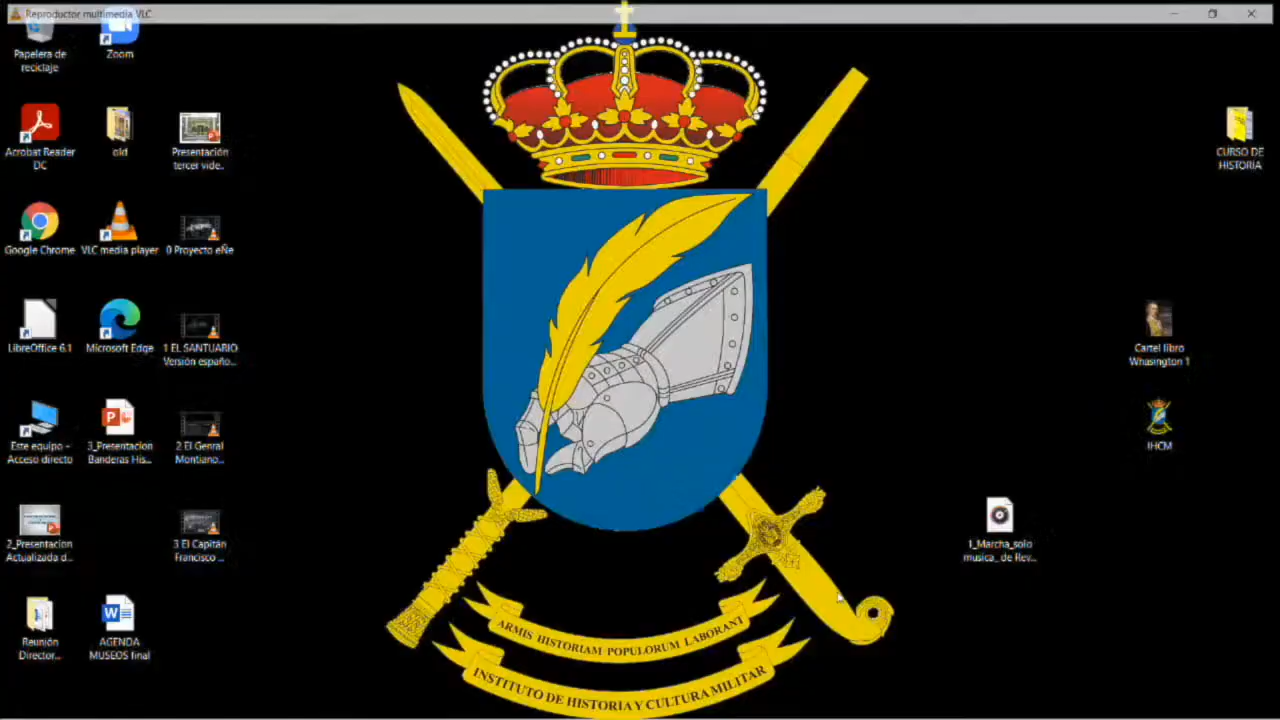 Reproductor multimedia VLC
Papelera de
reciclaje
Zoom
Acrobat Reader
DC
old
Presentación
tercer vide...
CURSO DE
HISTORIA
Google Chrome
VLC media player
0 Proyecto eÑe
LibreOffice 6.1
Microsoft Edge
1 EL SANTUARIO
Versión españo...
Cartel libro
Whasington 1
Este equipo -
Acceso directo
3_Presentacion
Banderas His...
2 El Genral
Montiano...
IHCM
2_Presentacion
Actualizada d...
3 El Capitán
Francisco ...
1_Marcha_solo
musica_ de Rev...
Reunión
Director...
AGENDA
MUSEOS final
ARMIS HISTORIAM POPULORUM LABORANT
INSTITUTO DE HISTORIA Y CULTURA MILITAR